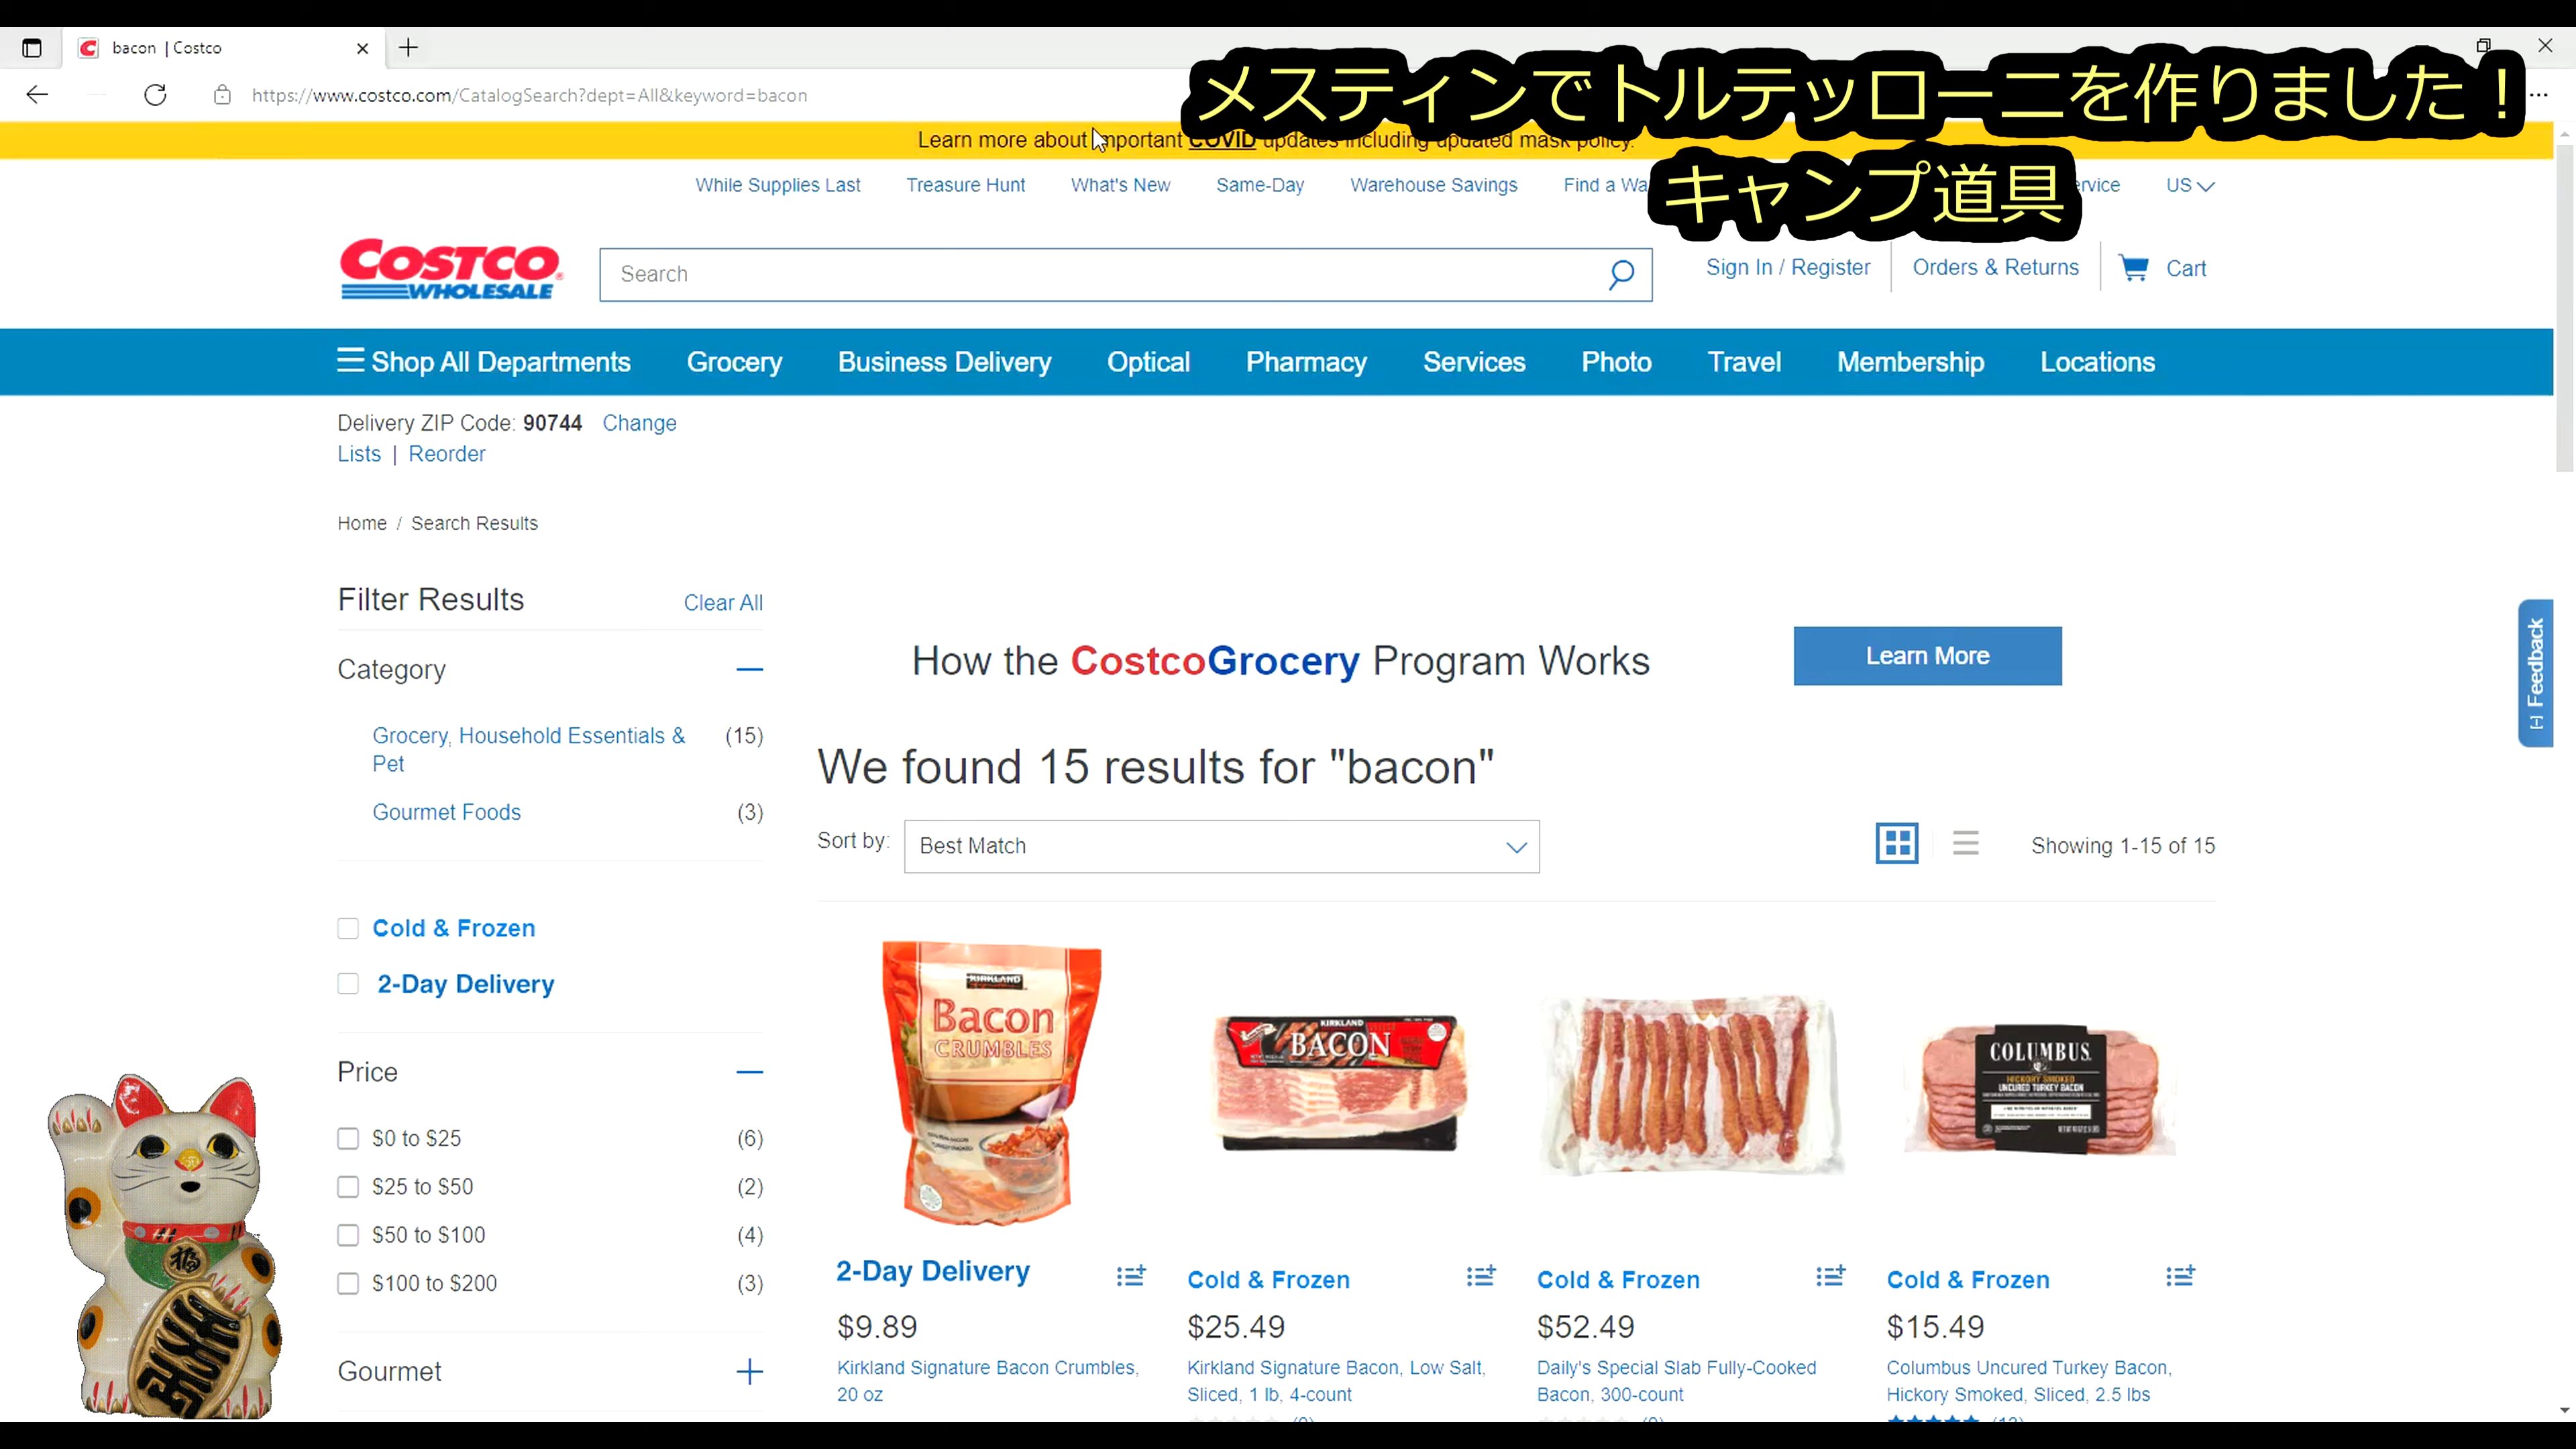 bacon | Costco
https://www.costco.com/CatalogSearch?dept=All&keyword=bacon
メスティンでトルテッローニを作りました！
キャンプ道具
Learn more about important COVID updates including updated mask policy.
While Supplies Last
Treasure Hunt
What's New
Same-Day
Warehouse Savings
Find a
US
COSTCO
WHOLESALE
Search
Sign In / Register
Orders & Returns
Cart
Shop All Departments
Grocery
Business Delivery
Optical
Pharmacy
Services
Photo
Travel
Membership
Locations
Delivery ZIP Code: 90744 Change
Lists | Reorder
Home / Search Results
Filter Results
Clear All
Category
Grocery, Household Essentials & (15)
Pet
Gourmet Foods (3)
Cold & Frozen
2-Day Delivery
Price
$0 to $25 (6)
$25 to $50 (2)
$50 to $100 (4)
$100 to $200 (3)
Gourmet
How the CostcoGrocery Program Works
Learn More
[-] Feedback
We found 15 results for "bacon"
Sort by:
Best Match
Showing 1-15 of 15
KIRKLAND
Bacon
CRUMBLES
KIRKLAND
BACON
COLUMBUS
HICKORY SMOKED
UNCURED TURKEY BACON
2-Day Delivery
$9.89
Kirkland Signature Bacon Crumbles,
20 oz
Cold & Frozen
$25.49
Kirkland Signature Bacon, Low Salt,
Sliced, 1 lb, 4-count
Cold & Frozen
$52.49
Daily's Special Slab Fully-Cooked
Bacon, 300-count
Cold & Frozen
$15.49
Columbus Uncured Turkey Bacon,
Hickory Smoked, Sliced, 2.5 lbs
福